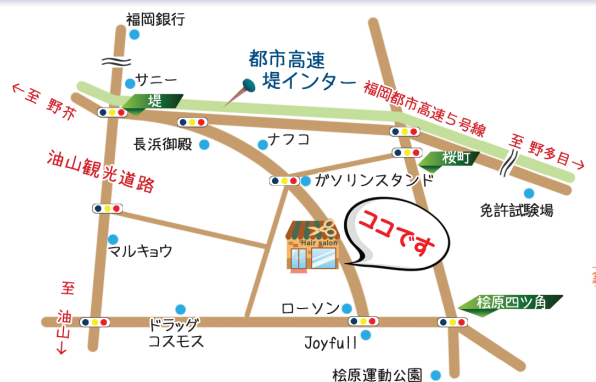 福岡銀行
サニー
都市高速
堤インター
←至 野芥
堤
福岡都市高速5号線
至 野多目→
長浜御殿
ナフコ
桜町
油山観光道路
ガソリンスタンド
免許試験場
Hair salon
ココです
マルキョウ
至 油山→
ドラッグ
コスモス
ローソン
Joyfull
桧原四ツ角
桧原運動公園